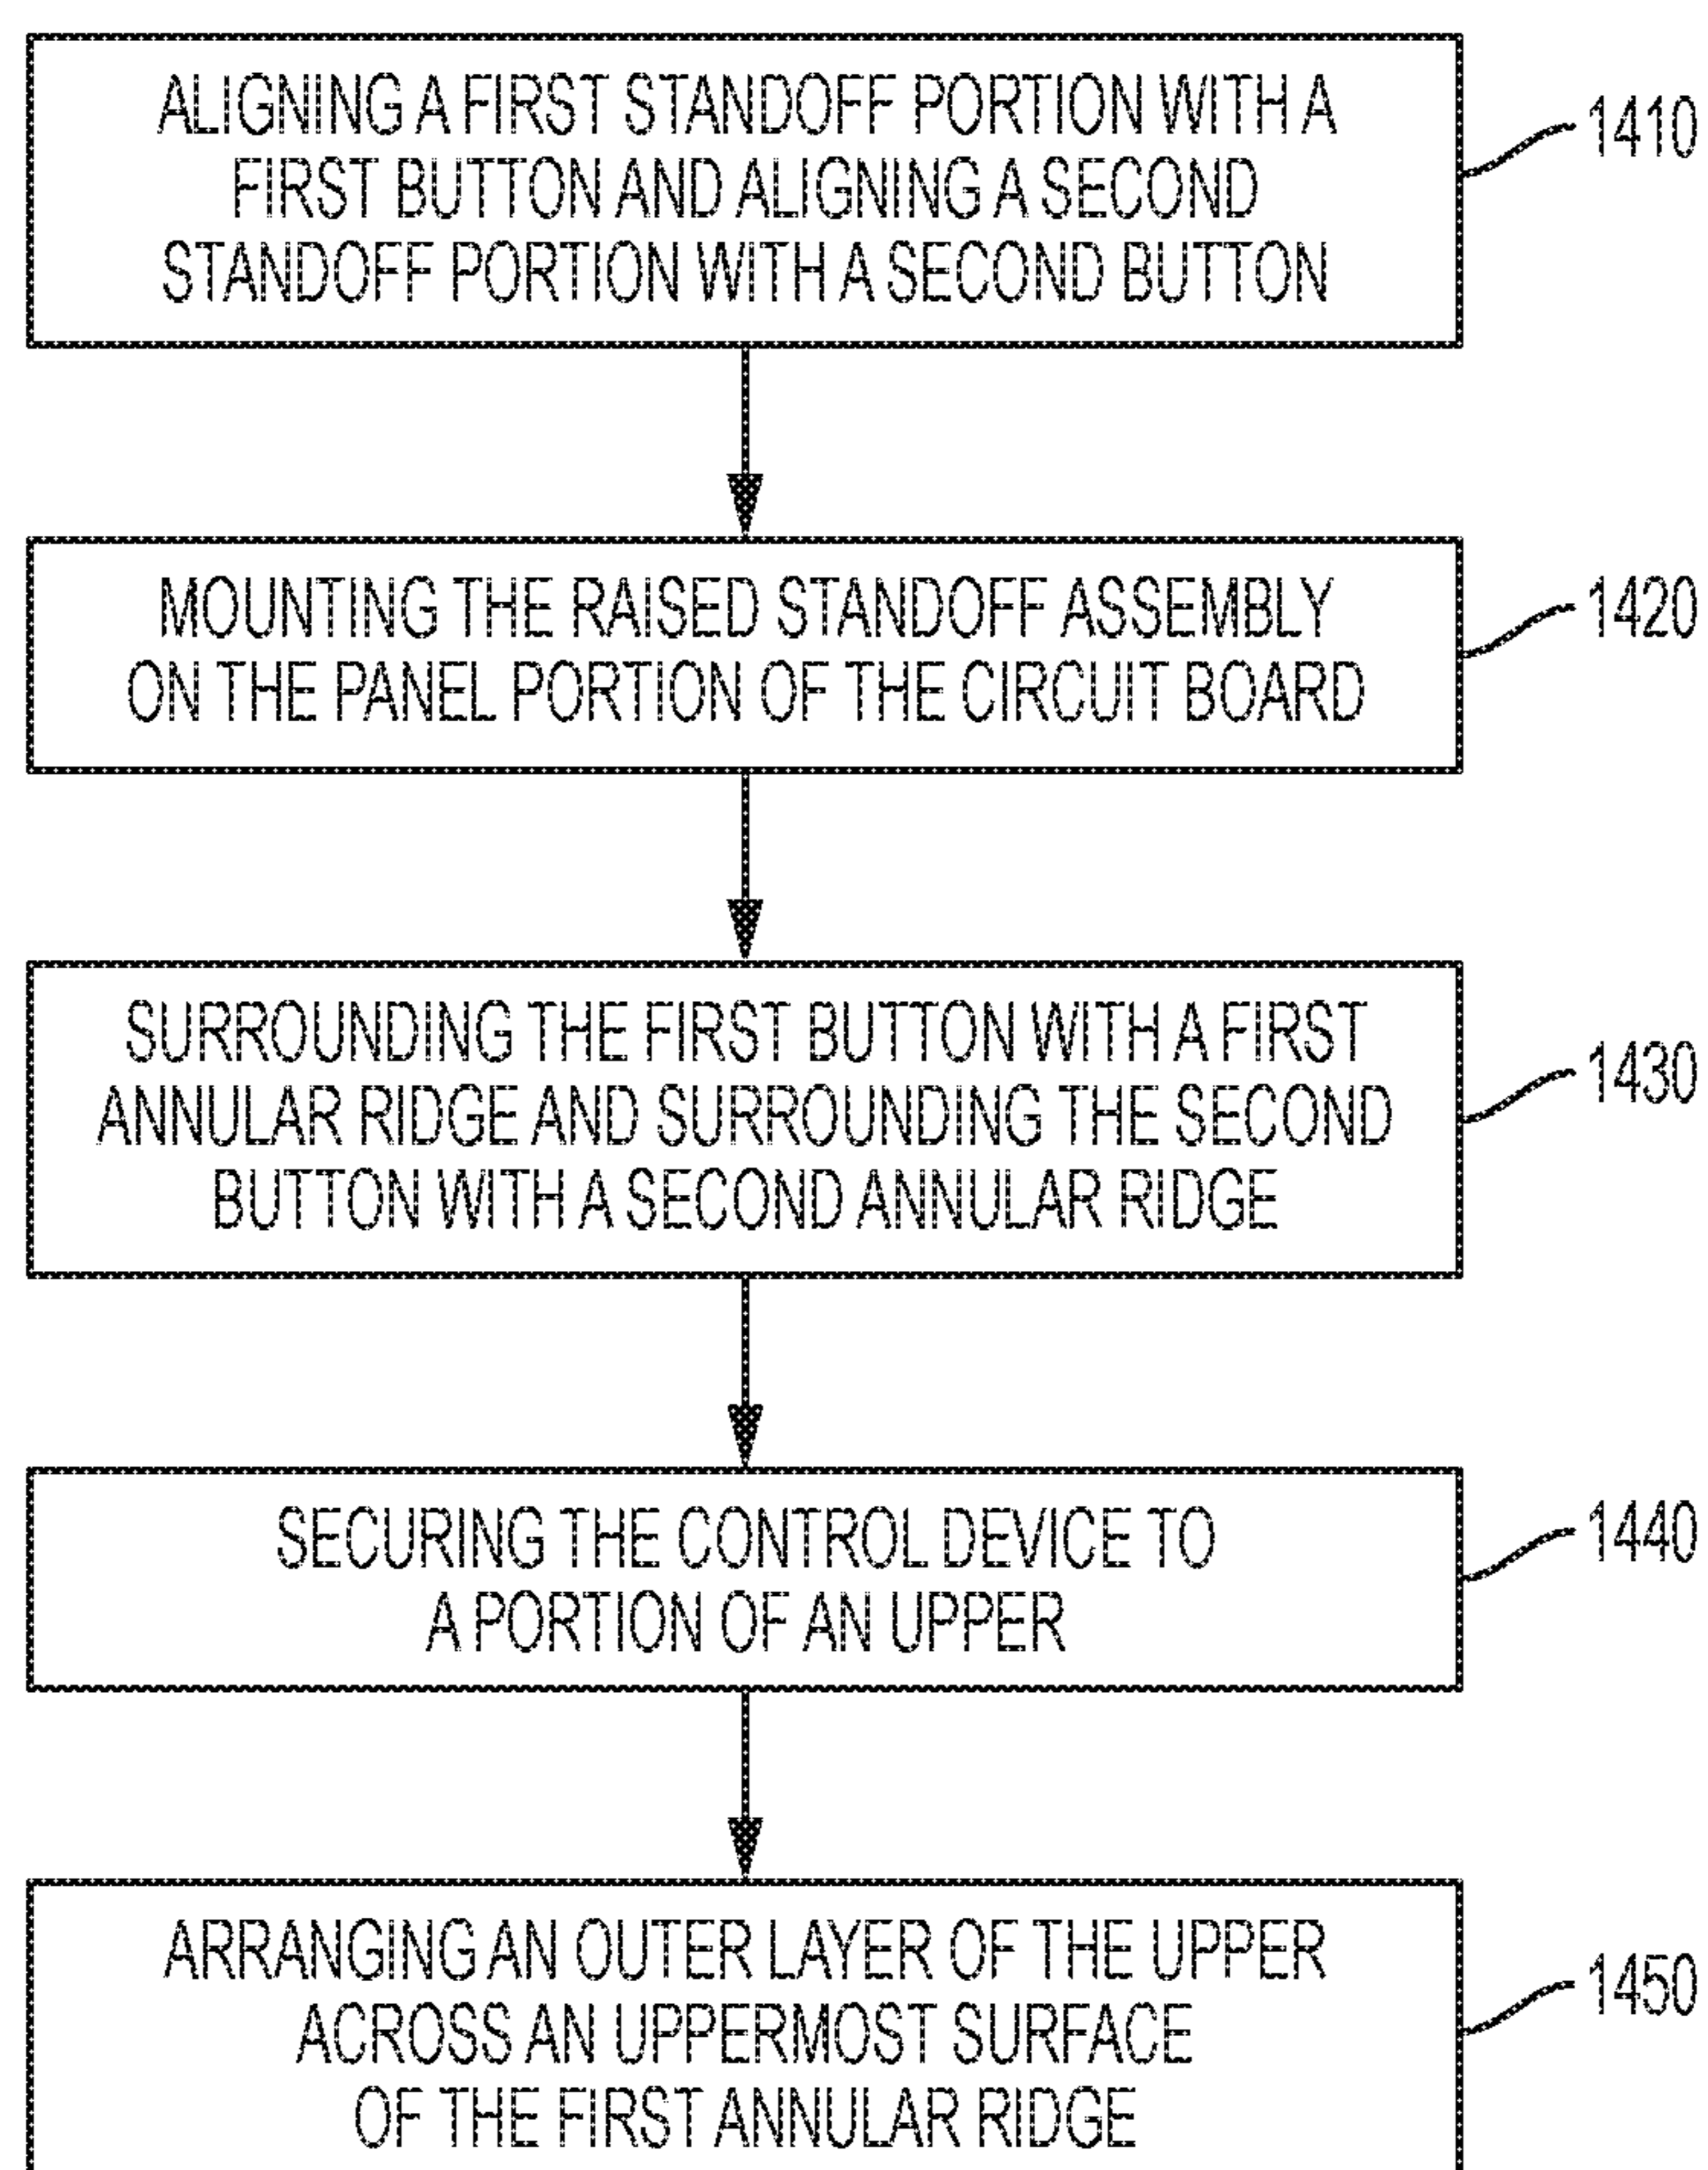 ALIGNING A FIRST STANDOFF PORTION WITH A
FIRST BUTTON AND ALIGNING A SECOND
STANDOFF PORTION WITH A SECOND BUTTON
1410
MOUNTING THE RAISED STANDOFF ASSEMBLY
ON THE PANEL PORTION OF THE CIRCUIT BOARD
1420
SURROUNDING THE FIRST BUTTON WITH A FIRST
ANNULAR RIDGE AND SURROUNDING THE SECOND
BUTTON WITH A SECOND ANNULAR RIDGE
1430
SECURING THE CONTROL DEVICE TO
A PORTION OF AN UPPER
1440
ARRANGING AN OUTER LAYER OF THE UPPER
ACROSS AN UPPERMOST SURFACE
OF THE FIRST ANNULAR RIDGE
1450